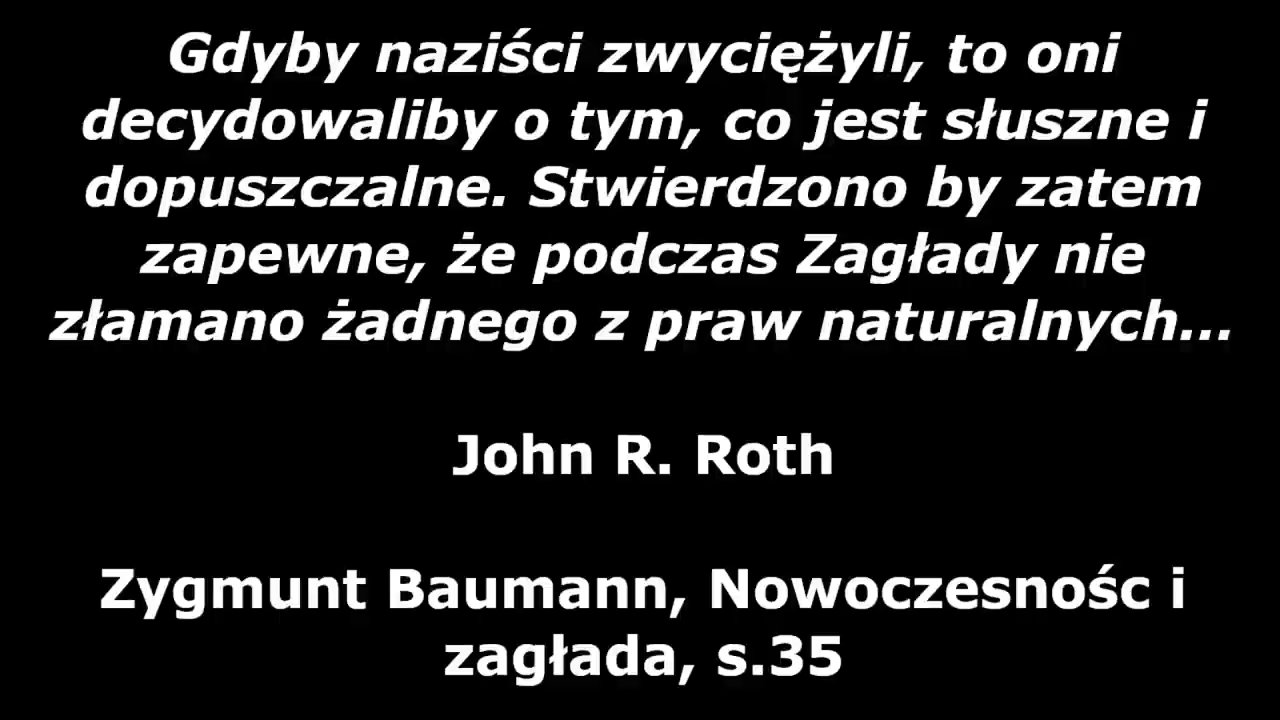 Gdyby naziści zwyciężyli, to oni
decydowaliby o tym, co jest słuszne i
dopuszczalne. Stwierdzono by zatem
zapewne, że podczas Zagłady nie
złamano żadnego z praw naturalnych...
John R. Roth
Zygmunt Baumann, Nowoczesnośc i
zagłada, s.35